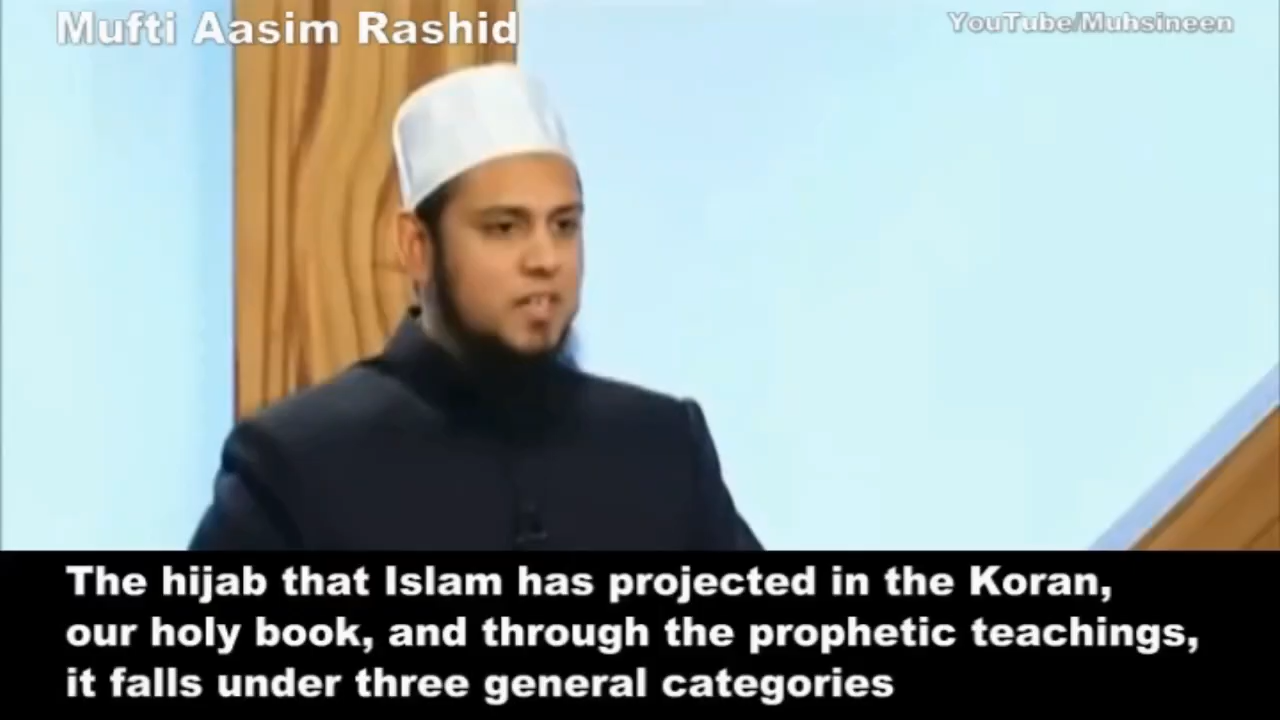 Mufti Aasim Rashid
YouTube/Muhsineen
The hijab that Islam has projected in the Koran,
our holy book, and through the prophetic teachings,
it falls under three general categories